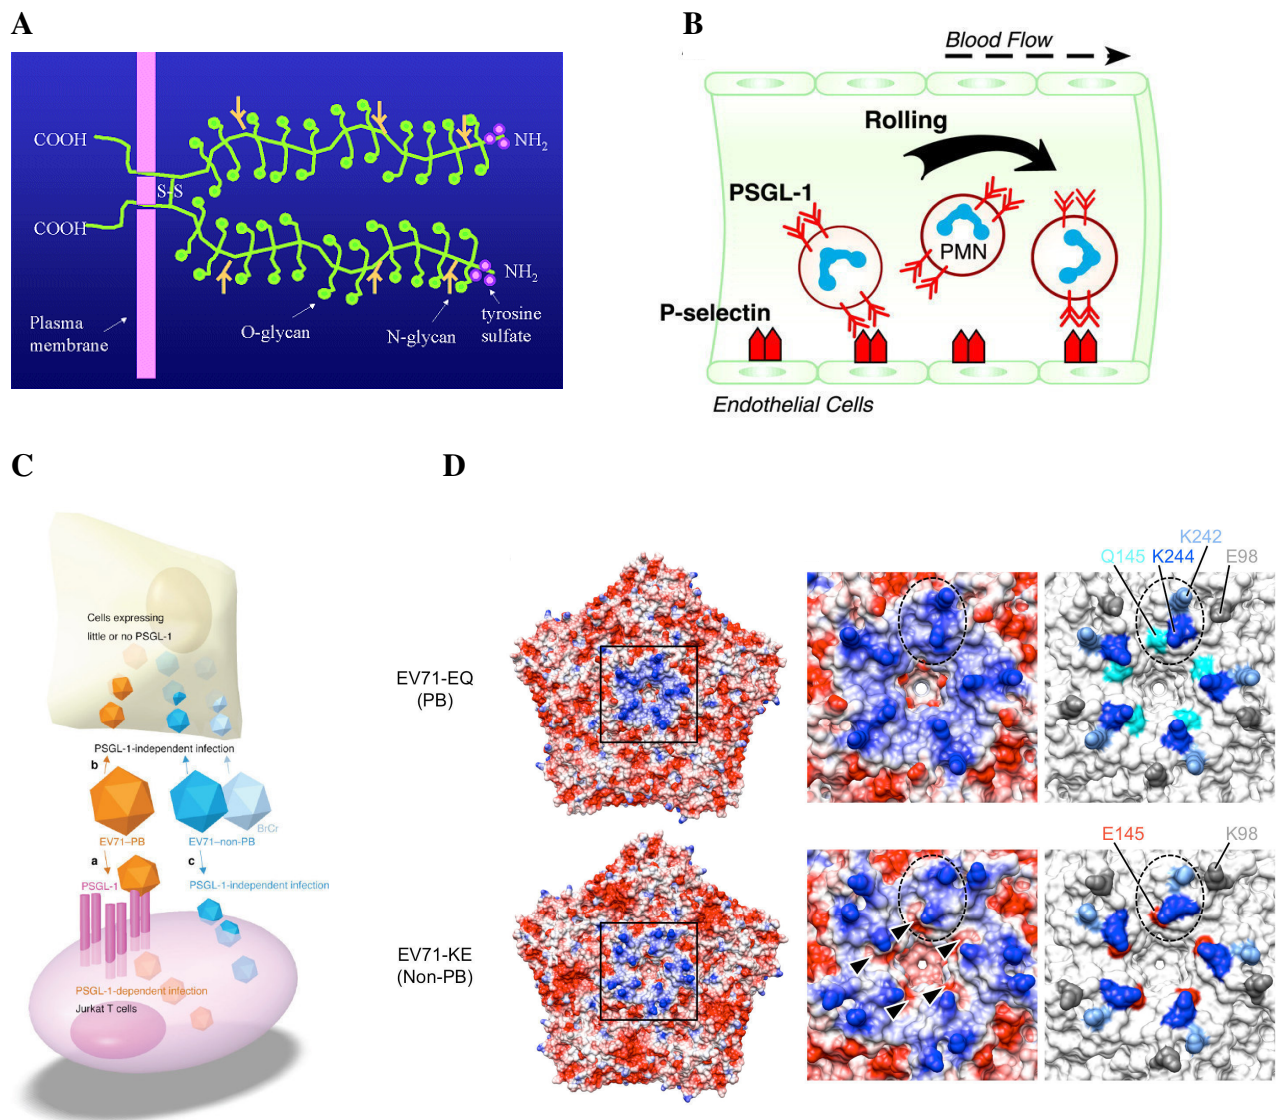 A
COOH
S-S
NH2
COOH
NH2
Plasma
membrane
O-glycan
N-glycan
tyrosine
sulfate
B
Blood Flow
Rolling
PSGL-1
PMN
P-selectin
Endothelial Cells
C
Cells expressing
little or no PSGL-1
PSGL-1-independent infection
b
BrCr
EV71–PB
EV71–non-PB
a
c
PSGL-1
PSGL-1-independent infection
PSGL-1-dependent infection
Jurkat T cells
D
K242
Q145
K244
E98
EV71-EQ
(PB)
E145
K98
EV71-KE
(Non-PB)